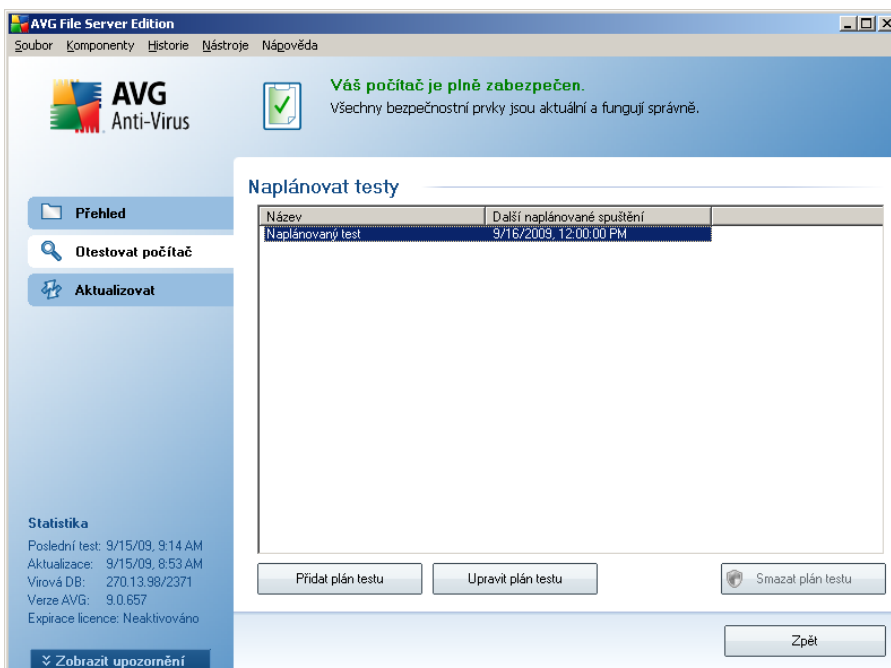 AVG File Server Edition
Soubor Komponenty Historie Nástroje Nápověda
AVG
Anti-Virus
Váš počítač je plně zabezpečen.
Všechny bezpečnostní prvky jsou aktuální a fungují správně.
Přehled
Otestovat počítač
Aktualizovat
Naplánovat testy
Název Další naplánované spuštění
Naplánovaný test 9/16/2009, 12:00:00 PM
Statistika
Poslední test: 9/15/09, 9:14 AM
Aktualizace: 9/15/09, 8:53 AM
Virová DB: 270.13.98/2371
Verze AVG: 9.0.657
Expirace licence: Neaktivováno
Zobrazit upozornění
Přidat plán testu Upravit plán testu Smazat plán testu
Zpět